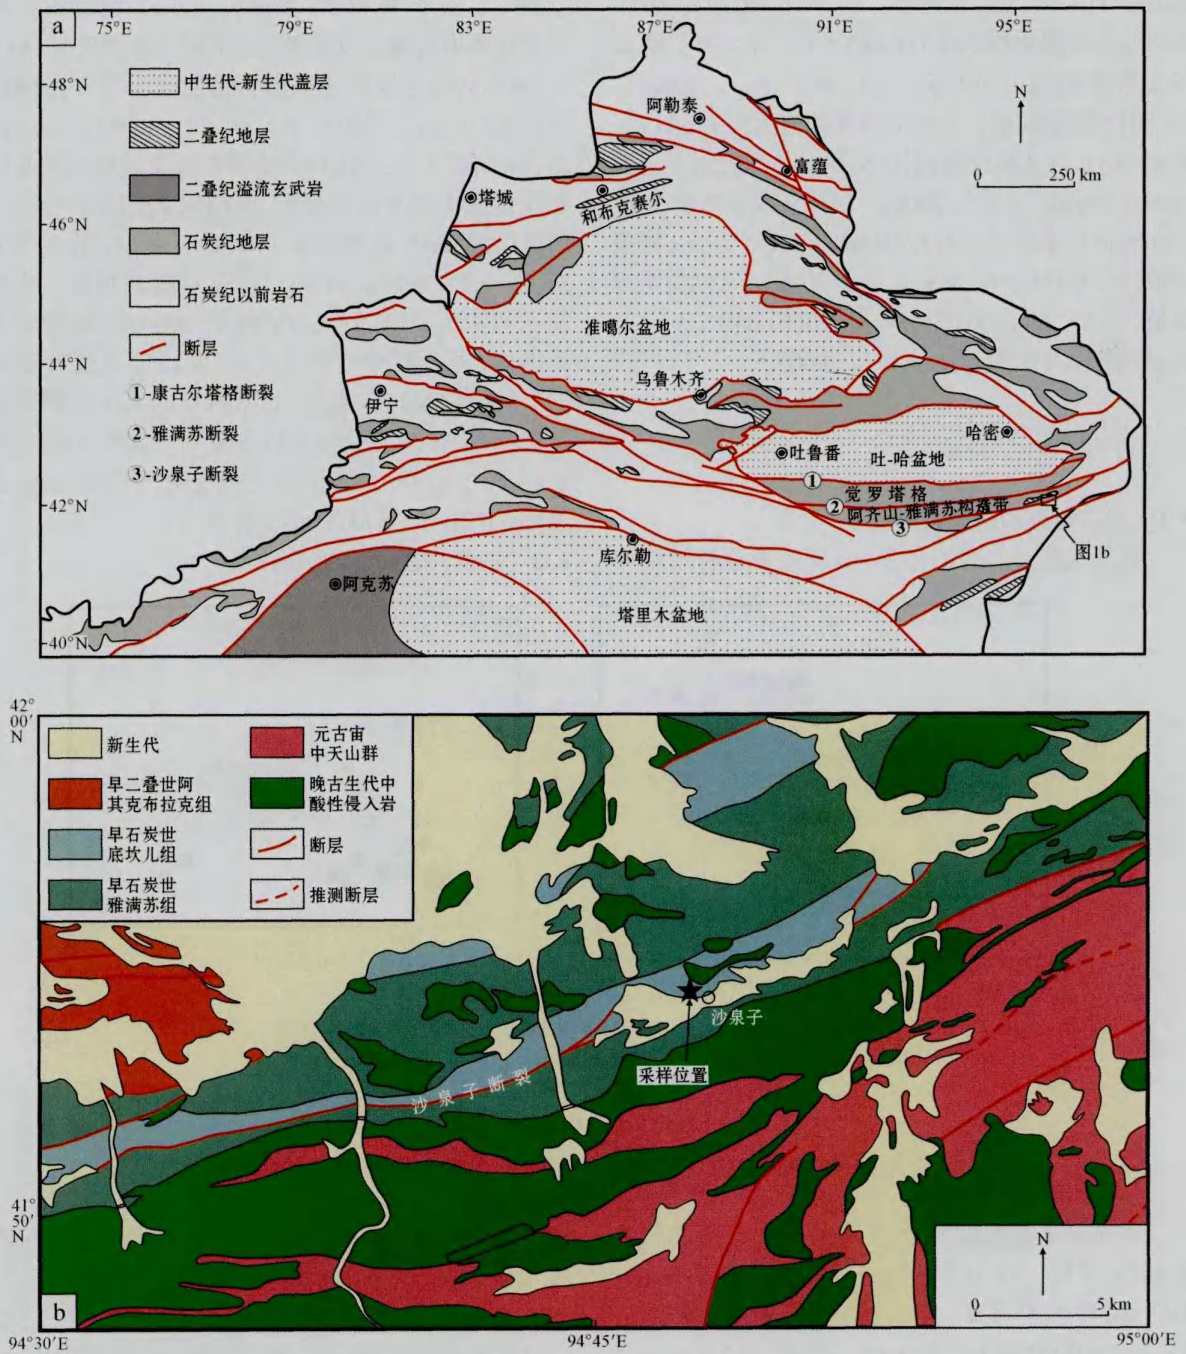 a
75°E
79°E
83°E
87°E
91°E
95°E
48°N
46°N
44°N
42°N
40°N
中生代-新生代盖层
二叠纪地层
二叠纪溢流玄武岩
石炭纪地层
石炭纪以前岩石
断层
①-康古尔塔格断裂
②-雅满苏断裂
③-沙泉子断裂
N
0 250 km
阿勒泰
富蕴
塔城
和布克赛尔
准噶尔盆地
乌鲁木齐
伊宁
哈密
吐鲁番
吐-哈盆地
①
觉罗塔格
②
阿齐山-雅满苏构造带
③
图1b
库尔勒
阿克苏
塔里木盆地
42°
00′
N
新生代
早二叠世阿
其克布拉克组
早石炭世
底坎儿组
早石炭世
雅满苏组
元古宙
中天山群
晚古生代中
酸性侵入岩
断层
推测断层
沙泉子
采样位置
沙泉子断裂
41°
50′
N
N
0 5 km
b
94°30′E
94°45′E
95°00′E